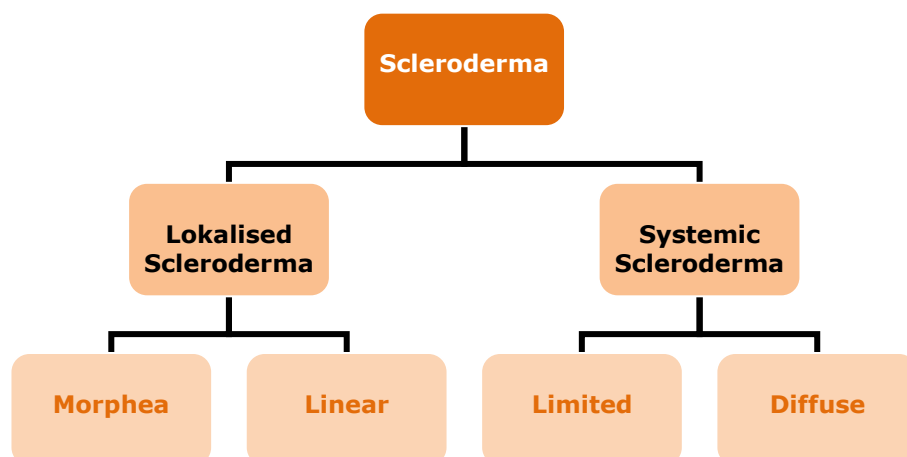 Scleroderma
Lokalised
Scleroderma
Systemic
Scleroderma
Morphea
Linear
Limited
Diffuse